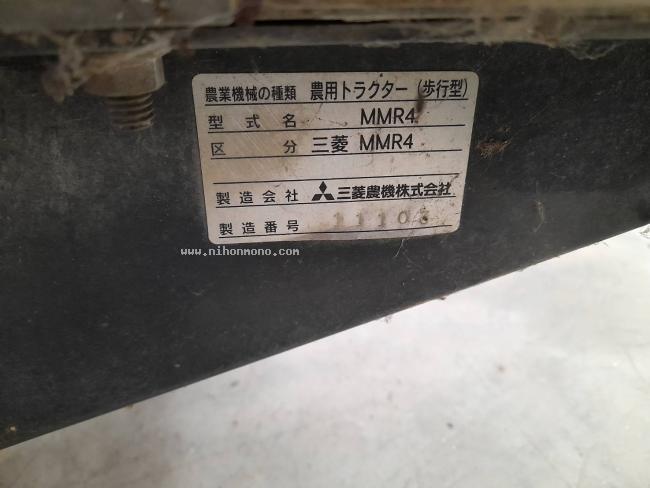 農業機械の種類 農用トラクター (歩行型)
型式名 MMR4
区分 三菱 MMR4
製造会社 三菱農機株式会社
製造番号
www.nihonmono.com